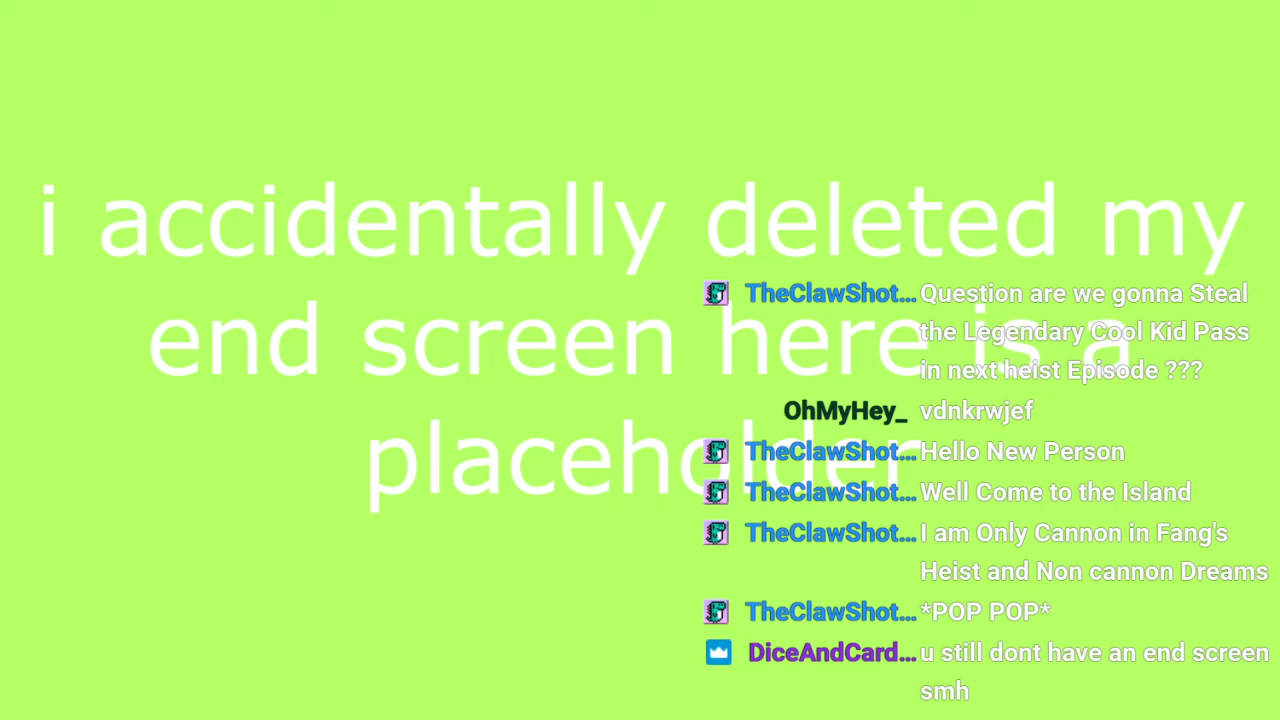 i accidentally deleted my
end screen here is a
placeholder
TheClawShot... Question are we gonna Steal
the Legendary Cool Kid Pass
in next heist Episode ???
OhMyHey_ vdnkrwjef
TheClawShot... Hello New Person
TheClawShot... Well Come to the Island
TheClawShot... I am Only Cannon in Fang's
Heist and Non cannon Dreams
TheClawShot... *POP POP*
DiceAndCard... u still dont have an end screen
smh